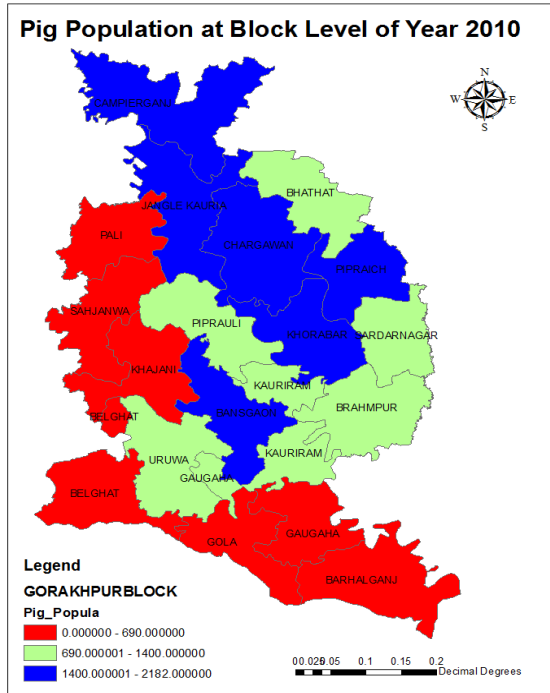 Pig Population at Block Level of Year 2010
N
W E
S
CAMPIERGANJ
BHATHAT
JANGLE KAURIA
PALI
CHARGAWAN
PIPRAICH
SAHJANWA
PIPRAULI
KHORABAR
BARDARNAGAR
KHAJANI
KAURIRAM
BELGHAT
BANSGAON
BRAHMPUR
URUWA
KAURIRAM
GAUGAHA
BELGHAT
GOLA
GAUGAHA
BARHALGANJ
Legend
GORAKHPURBLOCK
Pig_Popula
0.000000 - 690.000000
690.000001 - 1400.000000
1400.000001 - 2182.000000
0 0.025 0.05 0.1 0.15 0.2
Decimal Degrees